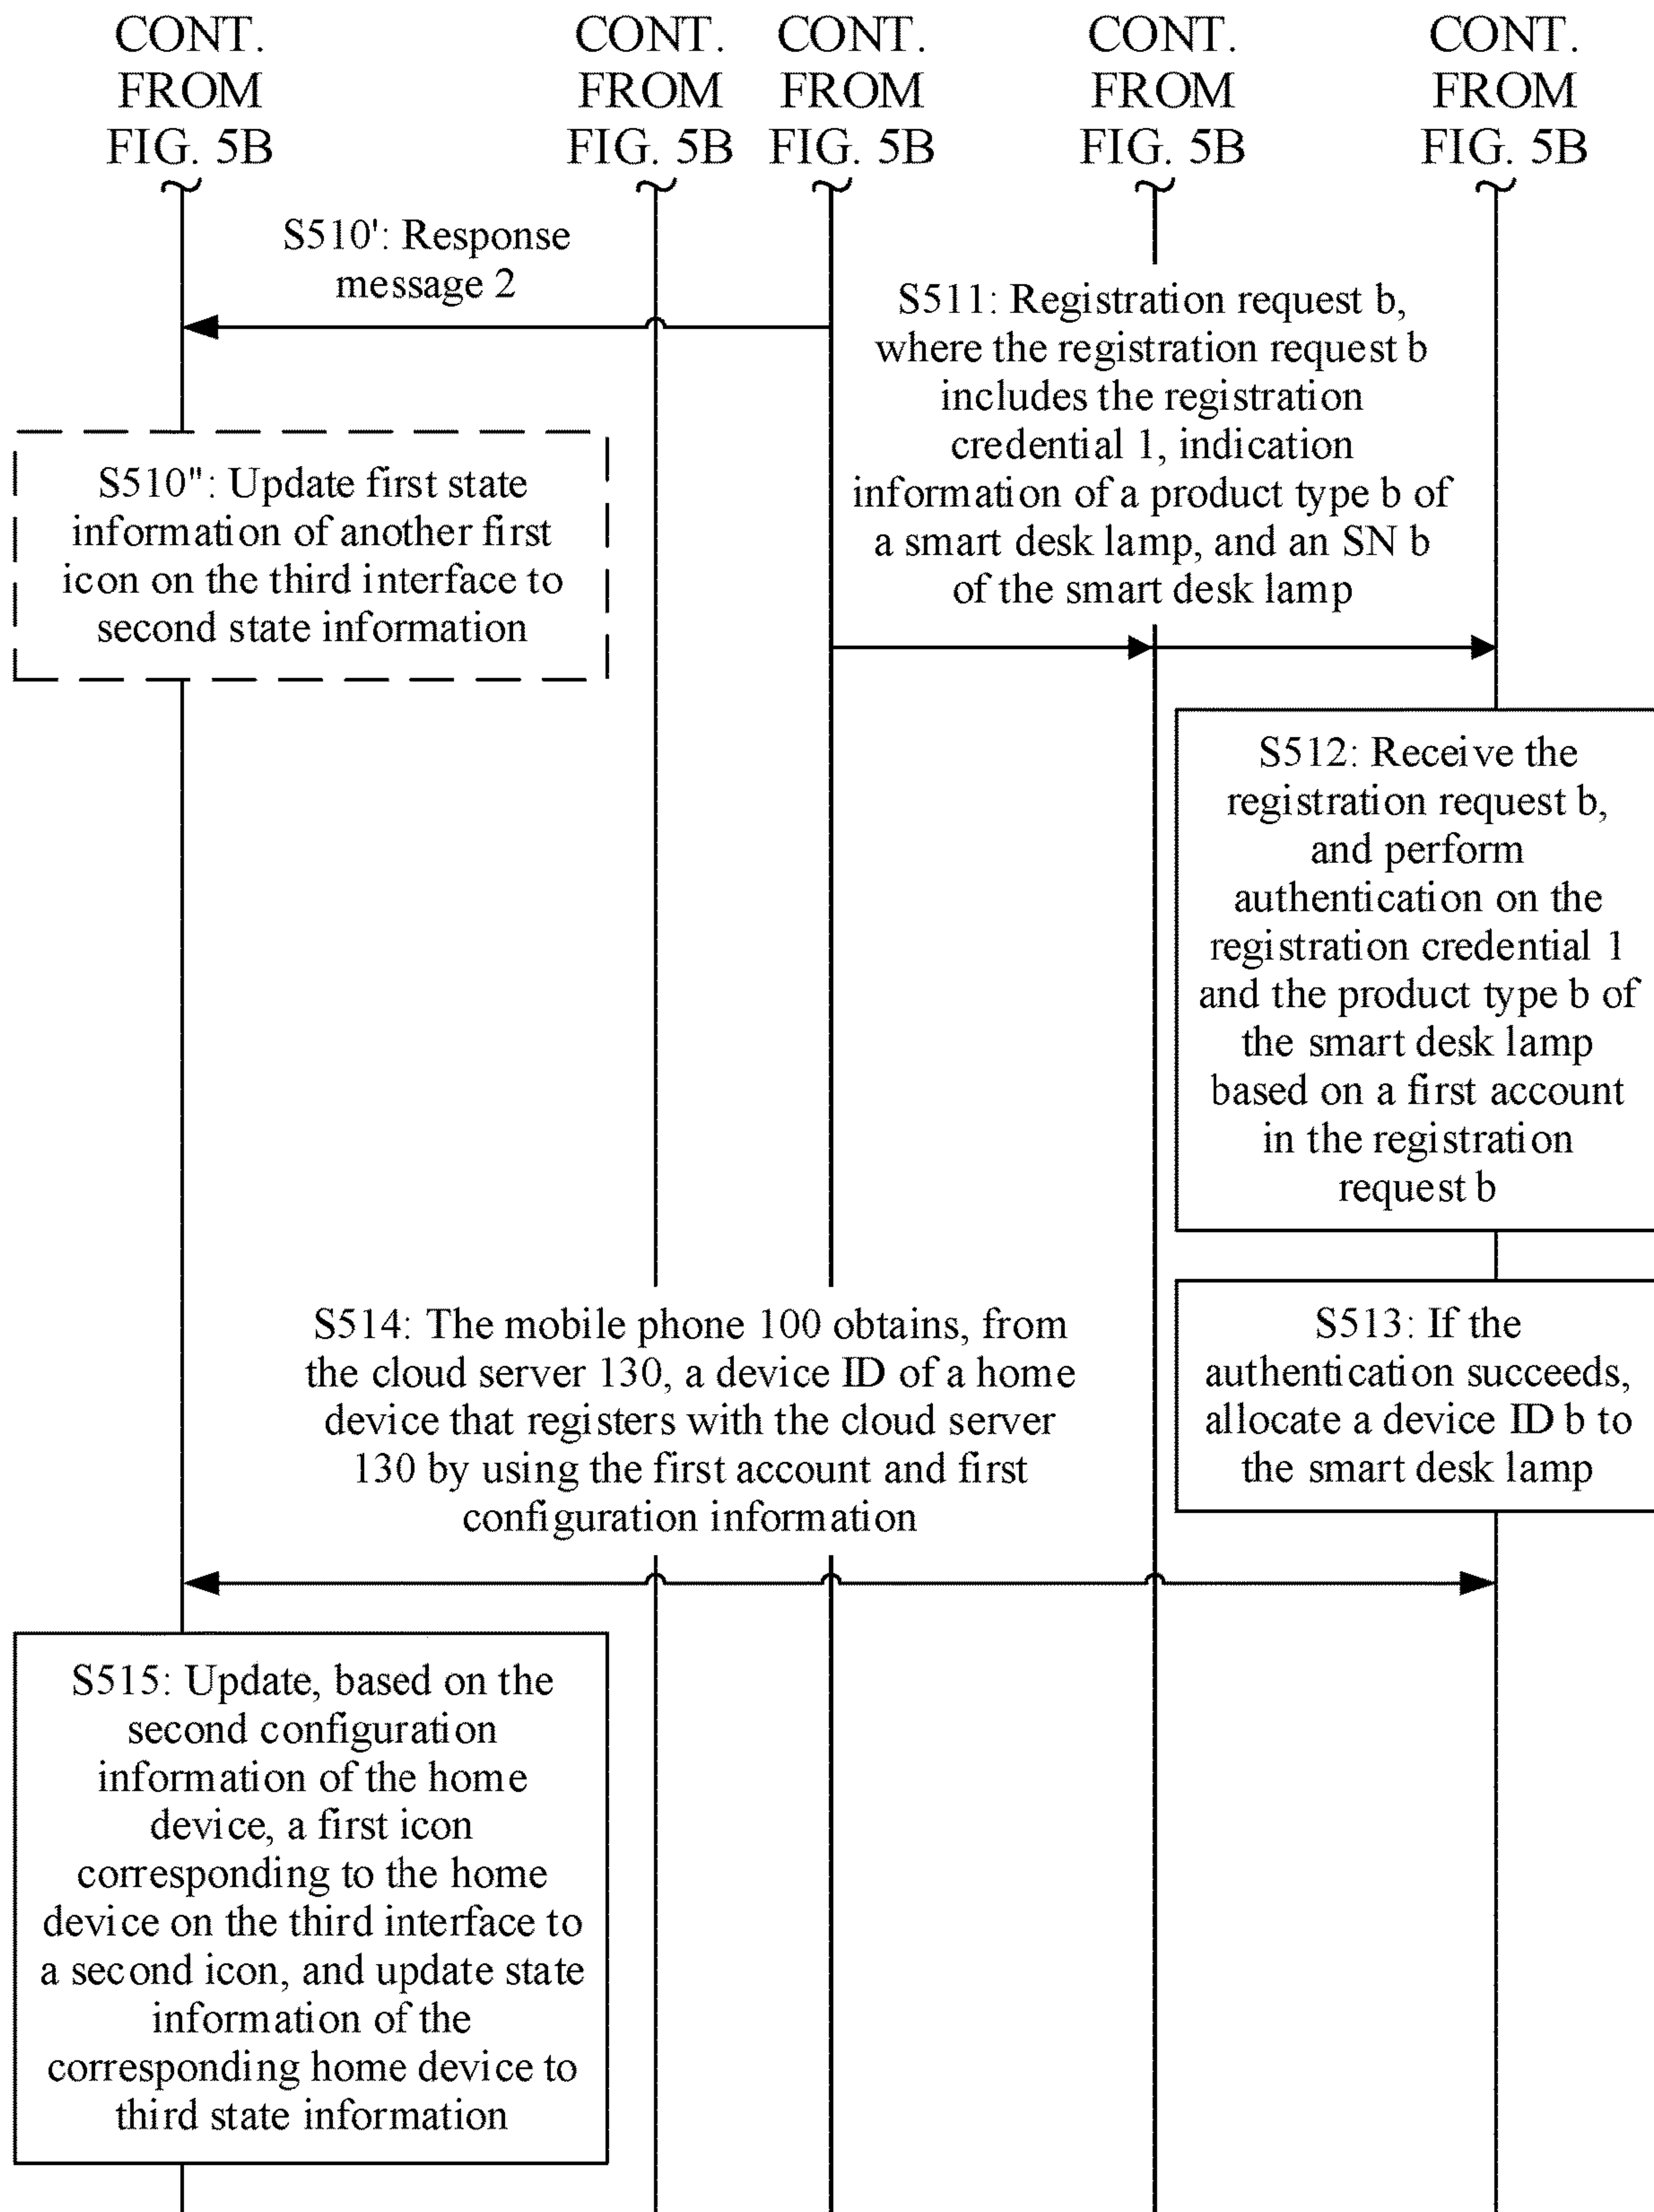 CONT.
FROM
FIG. 5B
CONT.
FROM
FIG. 5B
CONT.
FROM
FIG. 5B
CONT.
FROM
FIG. 5B
CONT.
FROM
FIG. 5B
S510': Response
message 2
S511: Registration request b,
where the registration request b
includes the registration
credential 1, indication
information of a product type b of
a smart desk lamp, and an SN b
of the smart desk lamp
S510": Update first state
information of another first
icon on the third interface to
second state information
S512: Receive the
registration request b,
and perform
authentication on the
registration credential 1
and the product type b of
the smart desk lamp
based on a first account
in the registration
request b
S513: If the
authentication succeeds,
allocate a device ID b to
the smart desk lamp
S514: The mobile phone 100 obtains, from
the cloud server 130, a device ID of a home
device that registers with the cloud server
130 by using the first account and first
configuration information
S515: Update, based on the
second configuration
information of the home
device, a first icon
corresponding to the home
device on the third interface to
a second icon, and update state
information of the
corresponding home device to
third state information